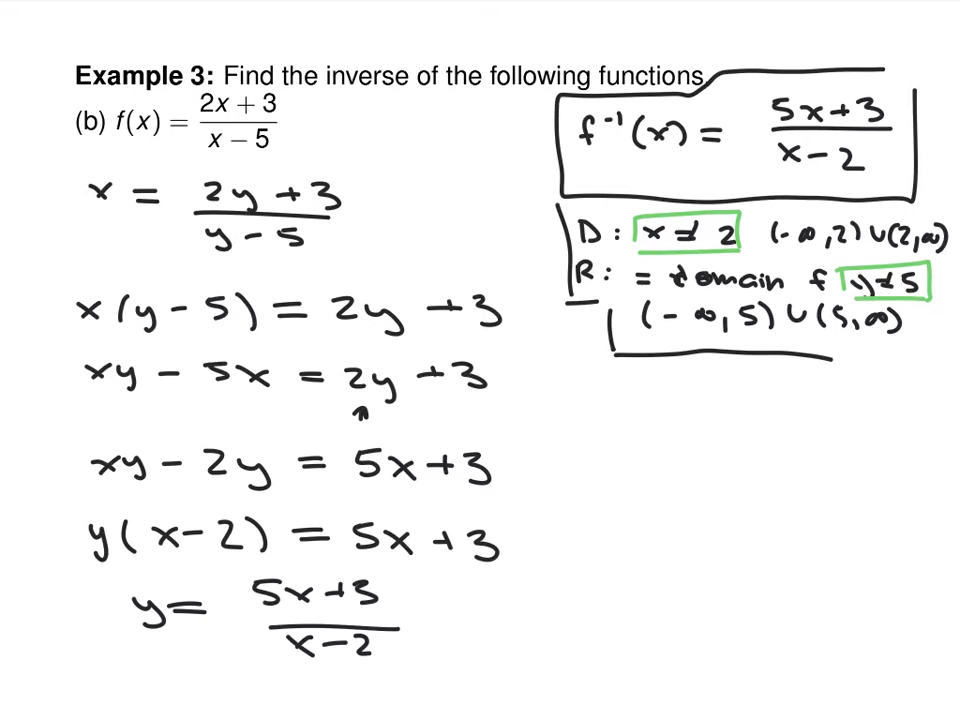 Example 3: Find the inverse of the following functions.
(b) f(x) = (2x + 3)/(x − 5)
x = (2y + 3)/(y − 5)
x(y − 5) = 2y + 3
xy − 5x = 2y + 3
xy − 2y = 5x + 3
y(x − 2) = 5x + 3
y = (5x + 3)/(x − 2)
f⁻¹(x) = (5x + 3)/(x − 2)
D: x ≠ 2 (−∞, 2) ∪ (2, ∞)
R: = domain f y ≠ 5
(−∞, 5) ∪ (5, ∞)